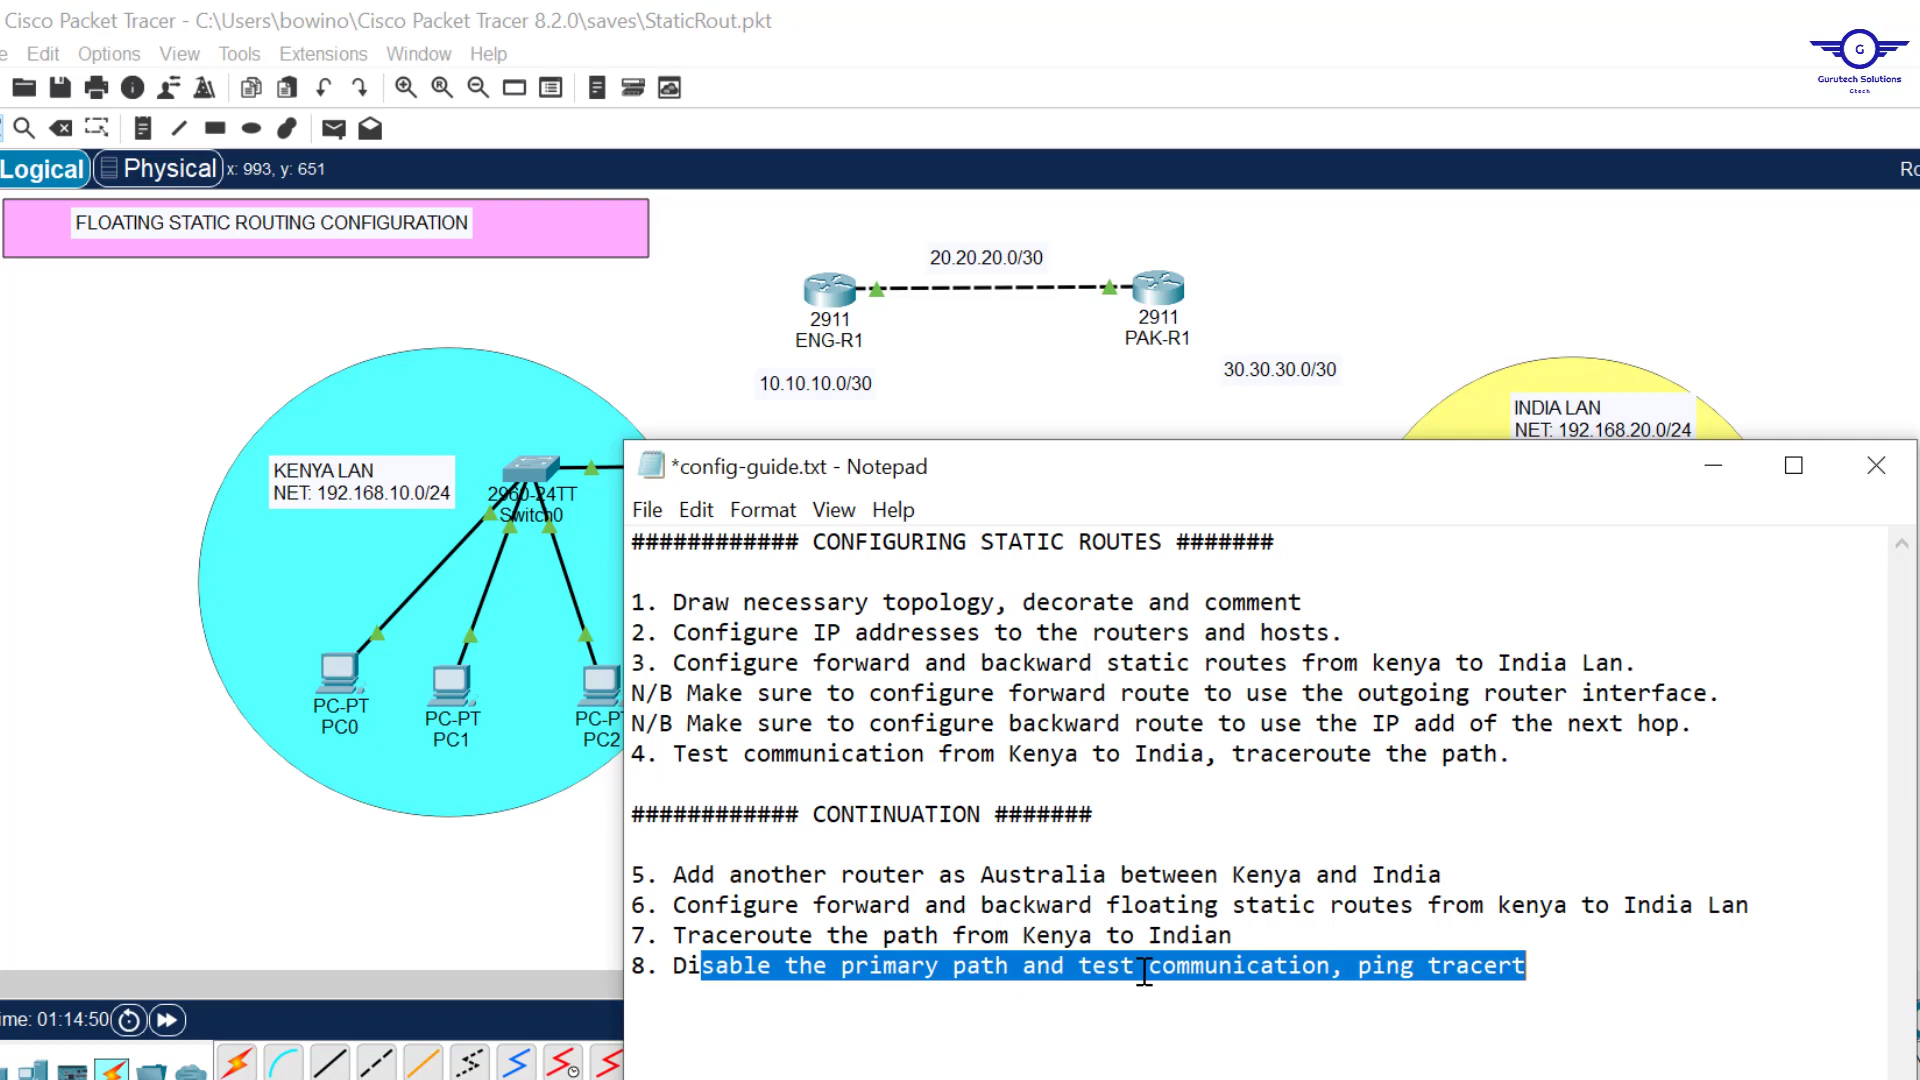 Cisco Packet Tracer - C:\Users\bowino\Cisco Packet Tracer 8.2.0\saves\StaticRout.pkt
e Edit Options View Tools Extensions Window Help
G
Gurutech Solutions
Gtech
Logical Physical x: 993, y: 651
FLOATING STATIC ROUTING CONFIGURATION
20.20.20.0/30
2911
ENG-R1
2911
PAK-R1
10.10.10.0/30
30.30.30.0/30
INDIA LAN
NET: 192.168.20.0/24
KENYA LAN
NET: 192.168.10.0/24
2960-24TT
Switch0
PC-PT
PC0
PC-PT
PC1
PC-PT
PC2
*config-guide.txt - Notepad
File Edit Format View Help
############ CONFIGURING STATIC ROUTES #######
1. Draw necessary topology, decorate and comment
2. Configure IP addresses to the routers and hosts.
3. Configure forward and backward static routes from kenya to India Lan.
N/B Make sure to configure forward route to use the outgoing router interface.
N/B Make sure to configure backward route to use the IP add of the next hop.
4. Test communication from Kenya to India, traceroute the path.
############ CONTINUATION #######
5. Add another router as Australia between Kenya and India
6. Configure forward and backward floating static routes from kenya to India Lan
7. Traceroute the path from Kenya to Indian
8. Disable the primary path and test communication, ping tracert
ime: 01:14:50